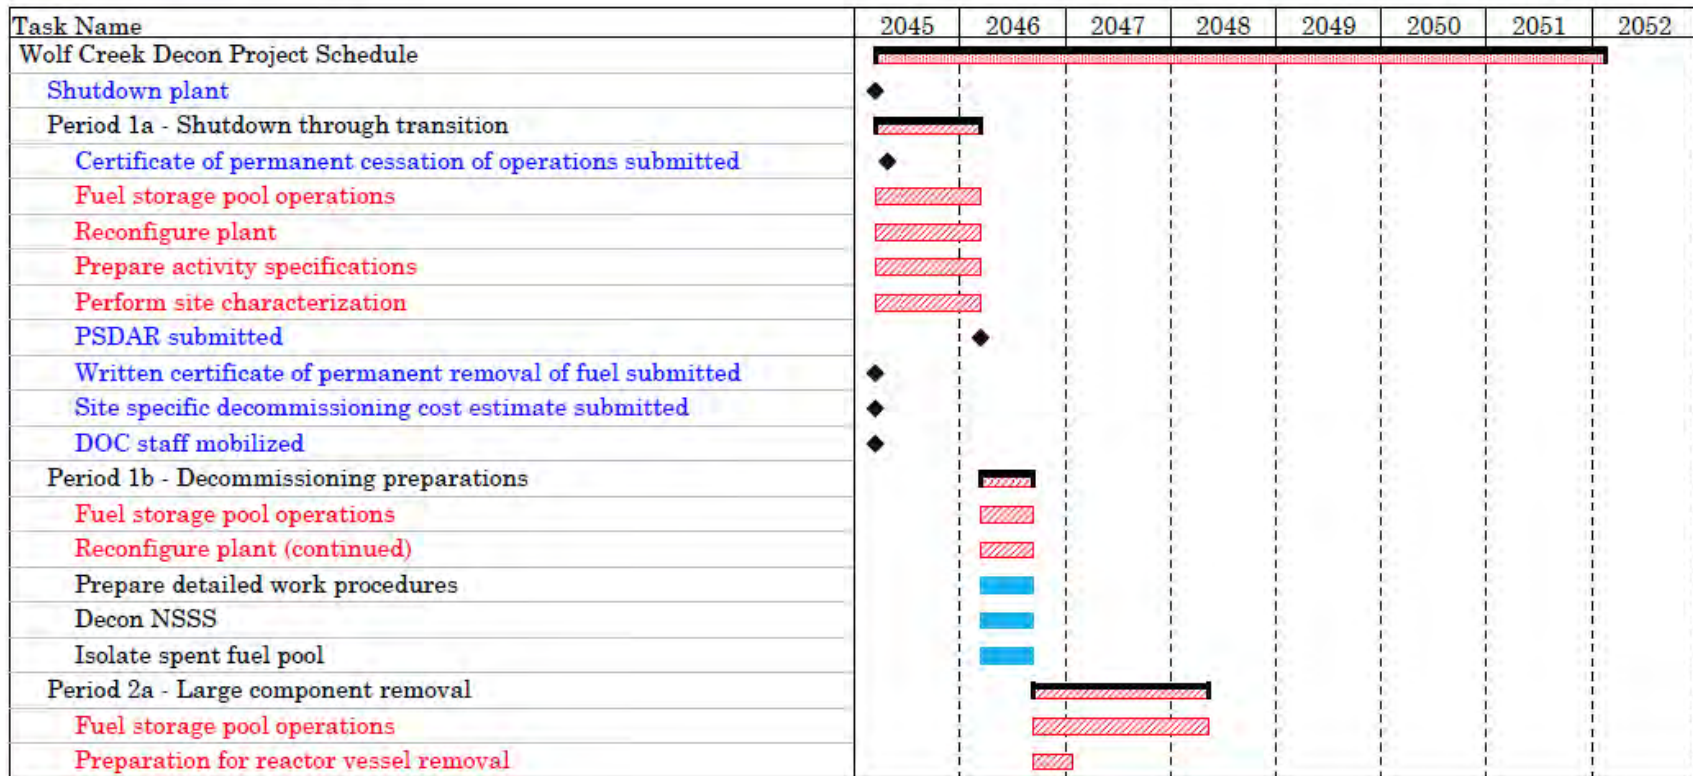 Task Name 2045 2046 2047 2048 2049 2050 2051 2052
Wolf Creek Decon Project Schedule
Shutdown plant
Period 1a - Shutdown through transition
Certificate of permanent cessation of operations submitted
Fuel storage pool operations
Reconfigure plant
Prepare activity specifications
Perform site characterization
PSDAR submitted
Written certificate of permanent removal of fuel submitted
Site specific decommissioning cost estimate submitted
DOC staff mobilized
Period 1b - Decommissioning preparations
Fuel storage pool operations
Reconfigure plant (continued)
Prepare detailed work procedures
Decon NSSS
Isolate spent fuel pool
Period 2a - Large component removal
Fuel storage pool operations
Preparation for reactor vessel removal